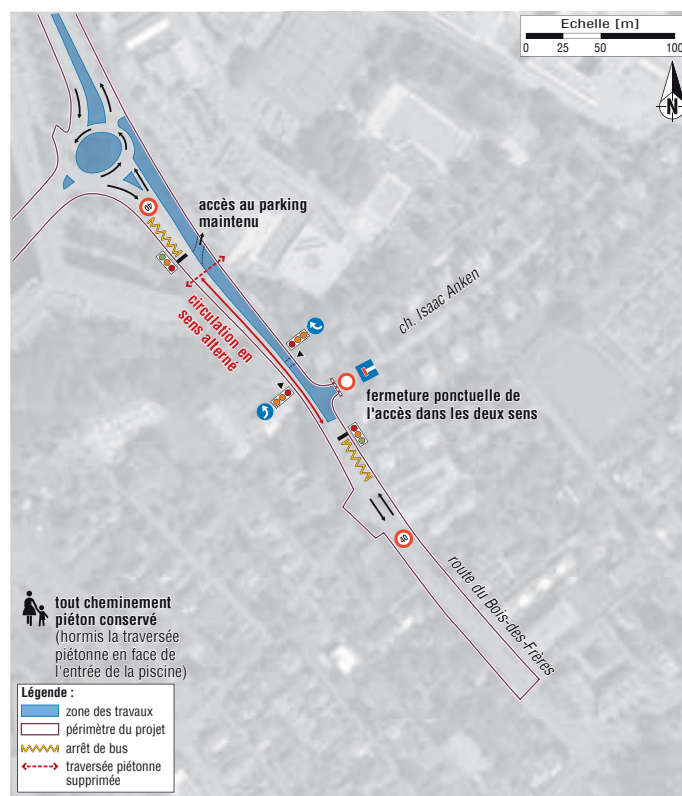 Echelle [m]
0 25 50 100
N
accès au parking
maintenu
40
circulation en
sens alterné
ch. Isaac Anken
fermeture ponctuelle de
l'accès dans les deux sens
40
route du Bois-des-Frères
tout cheminement
piéton conservé
(hormis la traversée
piétonne en face de
l'entrée de la piscine)
Légende :
zone des travaux
périmètre du projet
arrêt de bus
traversée piétonne
supprimée